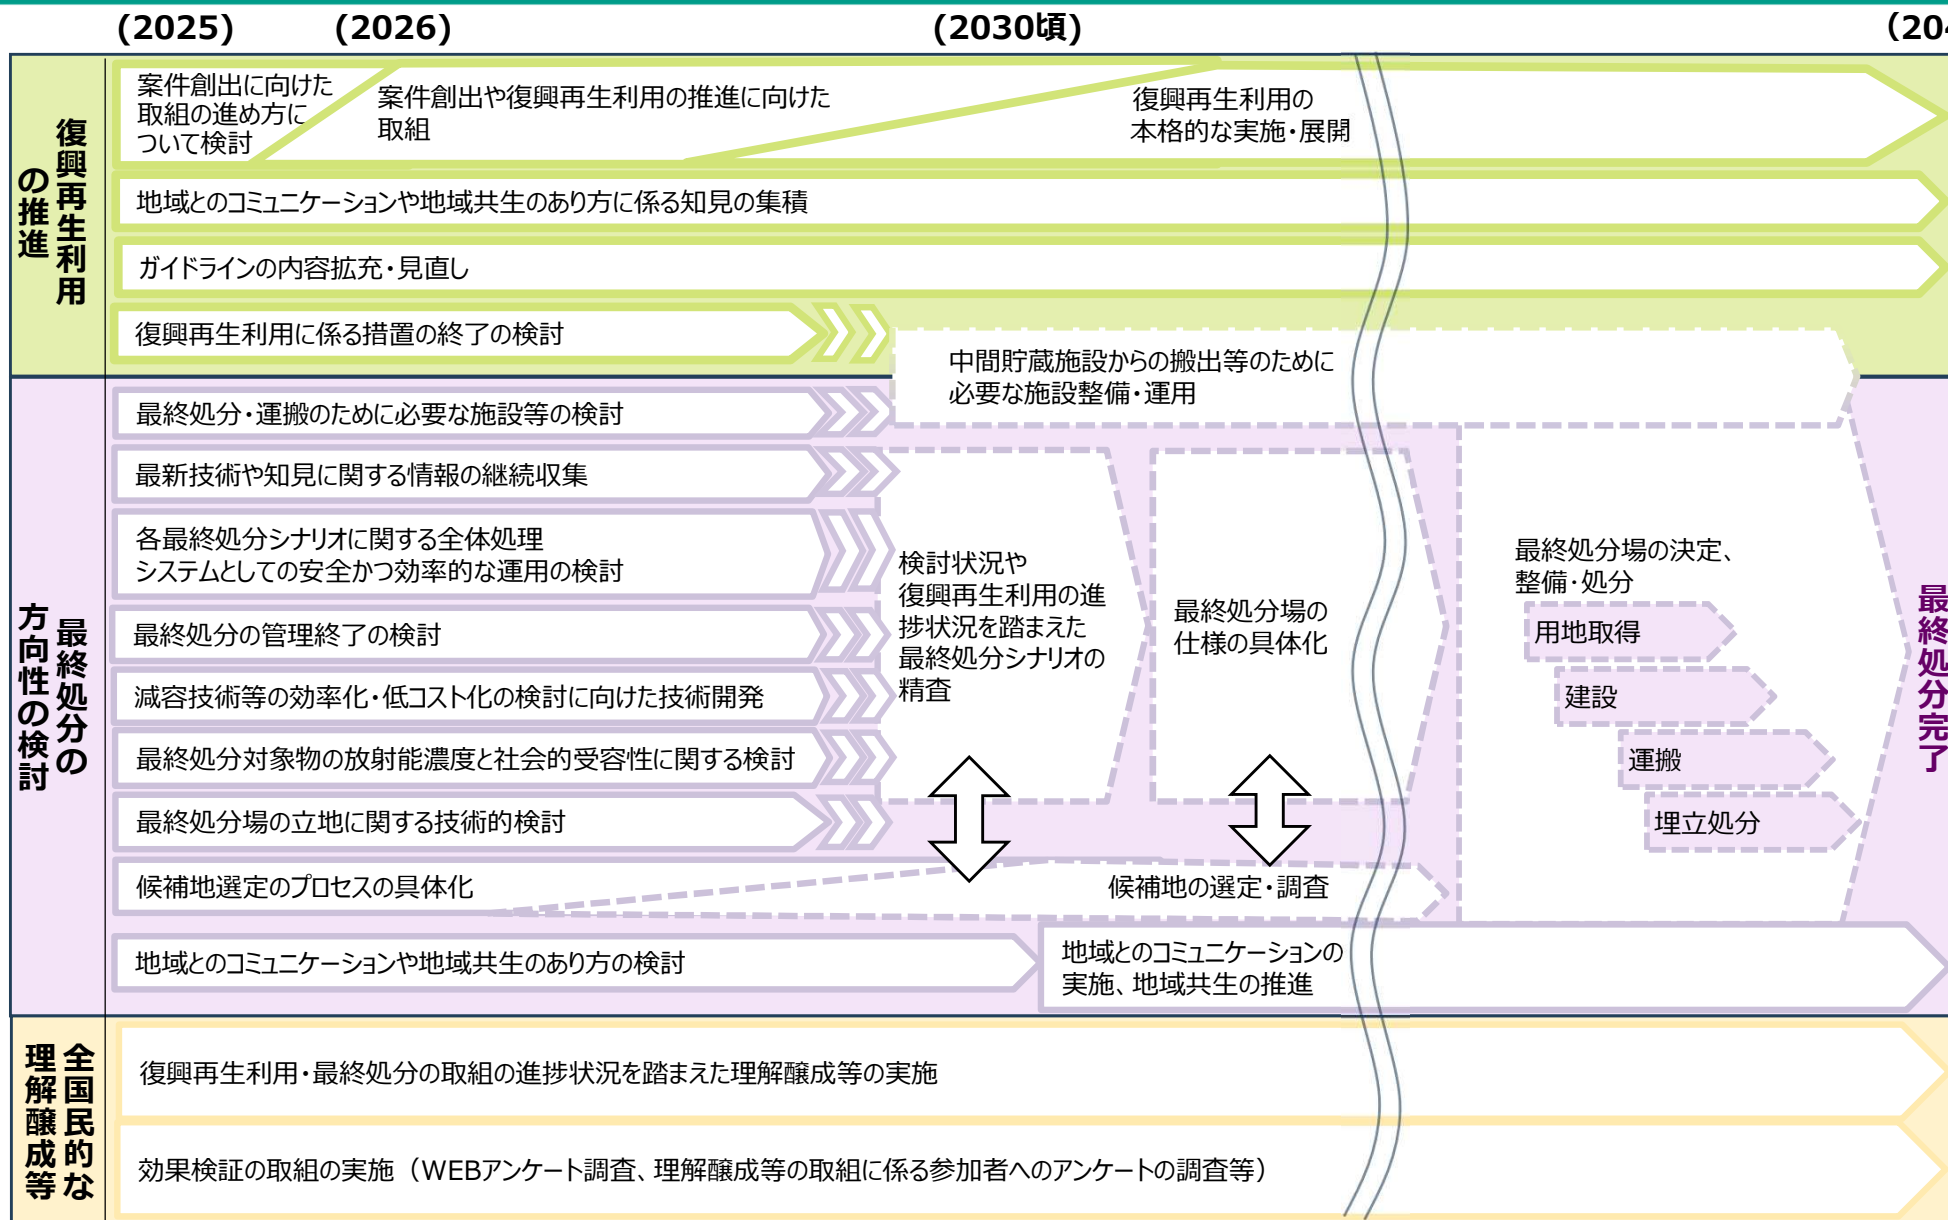 (2025)
(2026)
(2030頃)
(204
復興再生利用
の推進
案件創出に向けた
取組の進め方に
ついて検討
案件創出や復興再生利用の推進に向けた
取組
復興再生利用の
本格的な実施・展開
地域とのコミュニケーションや地域共生のあり方に係る知見の集積
ガイドラインの内容拡充・見直し
復興再生利用に係る措置の終了の検討
中間貯蔵施設からの搬出等のために
必要な施設整備・運用
最終処分の
方向性の検討
最終処分・運搬のために必要な施設等の検討
最新技術や知見に関する情報の継続収集
各最終処分シナリオに関する全体処理
システムとしての安全かつ効率的な運用の検討
最終処分の管理終了の検討
減容技術等の効率化・低コスト化の検討に向けた技術開発
最終処分対象物の放射能濃度と社会的受容性に関する検討
最終処分場の立地に関する技術的検討
検討状況や
復興再生利用の進
捗状況を踏まえた
最終処分シナリオの
精査
最終処分場の
仕様の具体化
最終処分場の決定、
整備・処分
用地取得
建設
運搬
埋立処分
最終処分完了
候補地選定のプロセスの具体化
候補地の選定・調査
地域とのコミュニケーションや地域共生のあり方の検討
地域とのコミュニケーションの
実施、地域共生の推進
全国民的な
理解醸成等
復興再生利用・最終処分の取組の進捗状況を踏まえた理解醸成等の実施
効果検証の取組の実施（WEBアンケート調査、理解醸成等の取組に係る参加者へのアンケートの調査等）